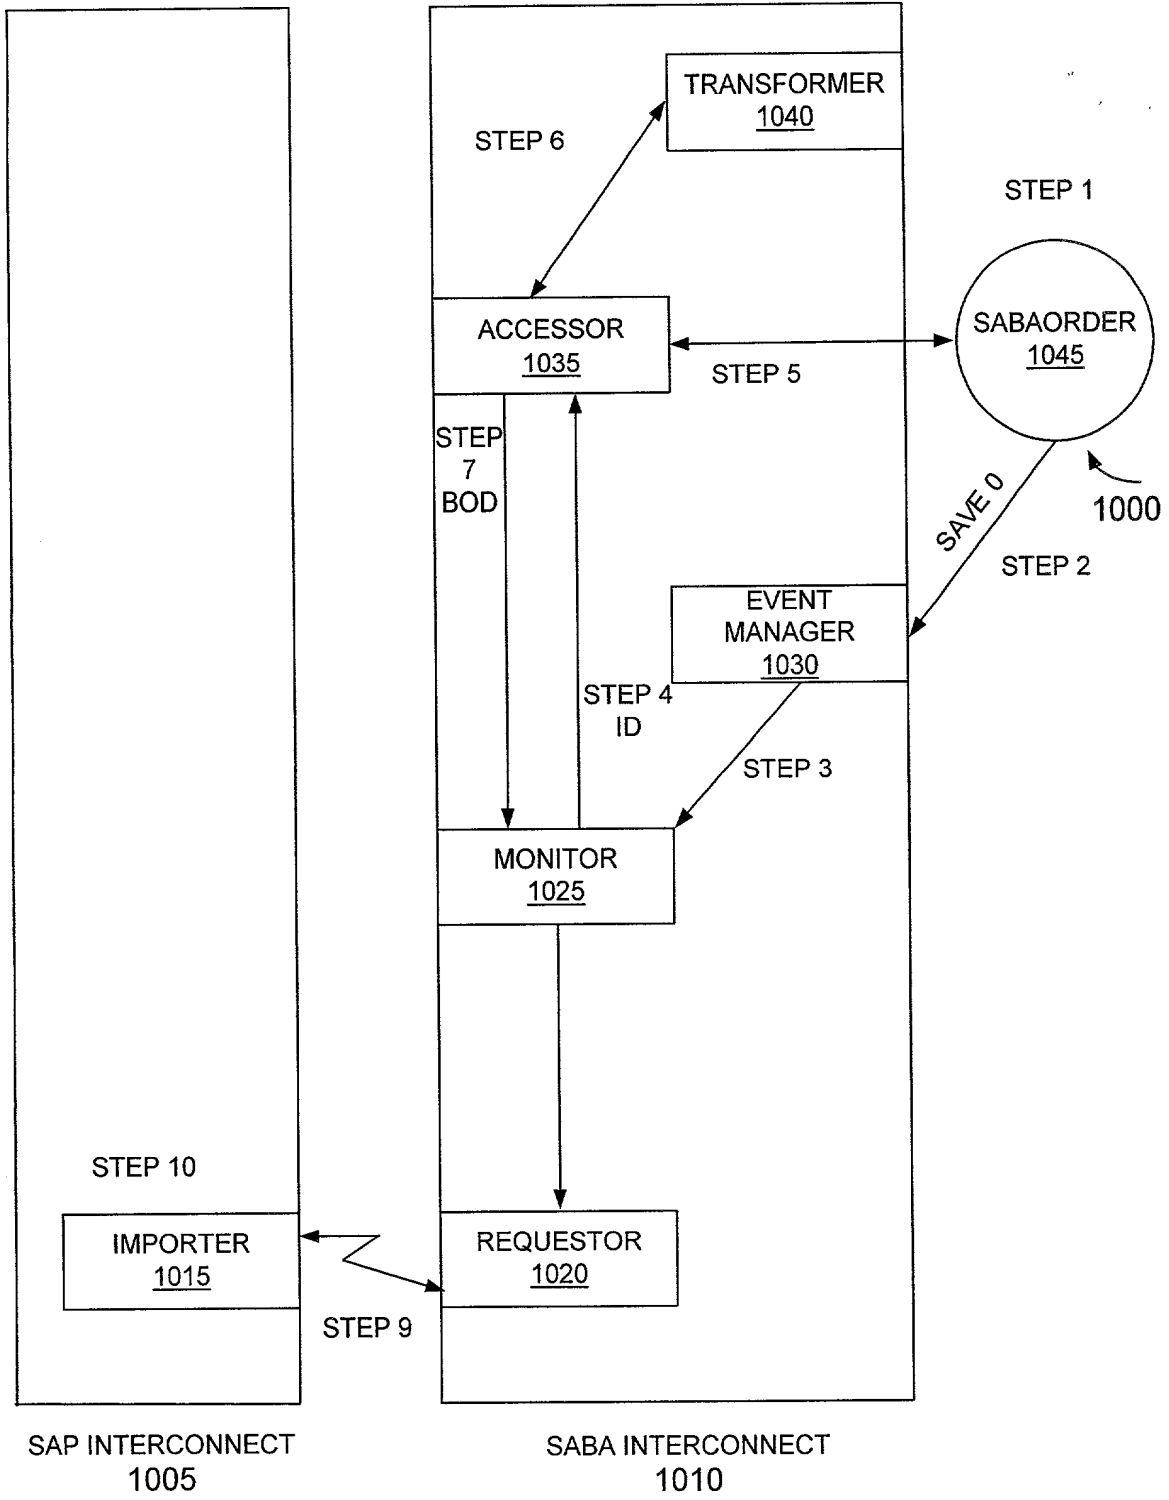 TRANSFORMER
1040
STEP 6
STEP 1
ACCESSOR
1035
SABAORDER
1045
STEP 5
STEP
7
BOD
SAVE 0
1000
STEP 2
EVENT
MANAGER
1030
STEP 4
ID
STEP 3
MONITOR
1025
STEP 10
IMPORTER
1015
REQUESTOR
1020
STEP 9
SAP INTERCONNECT
1005
SABA INTERCONNECT
1010